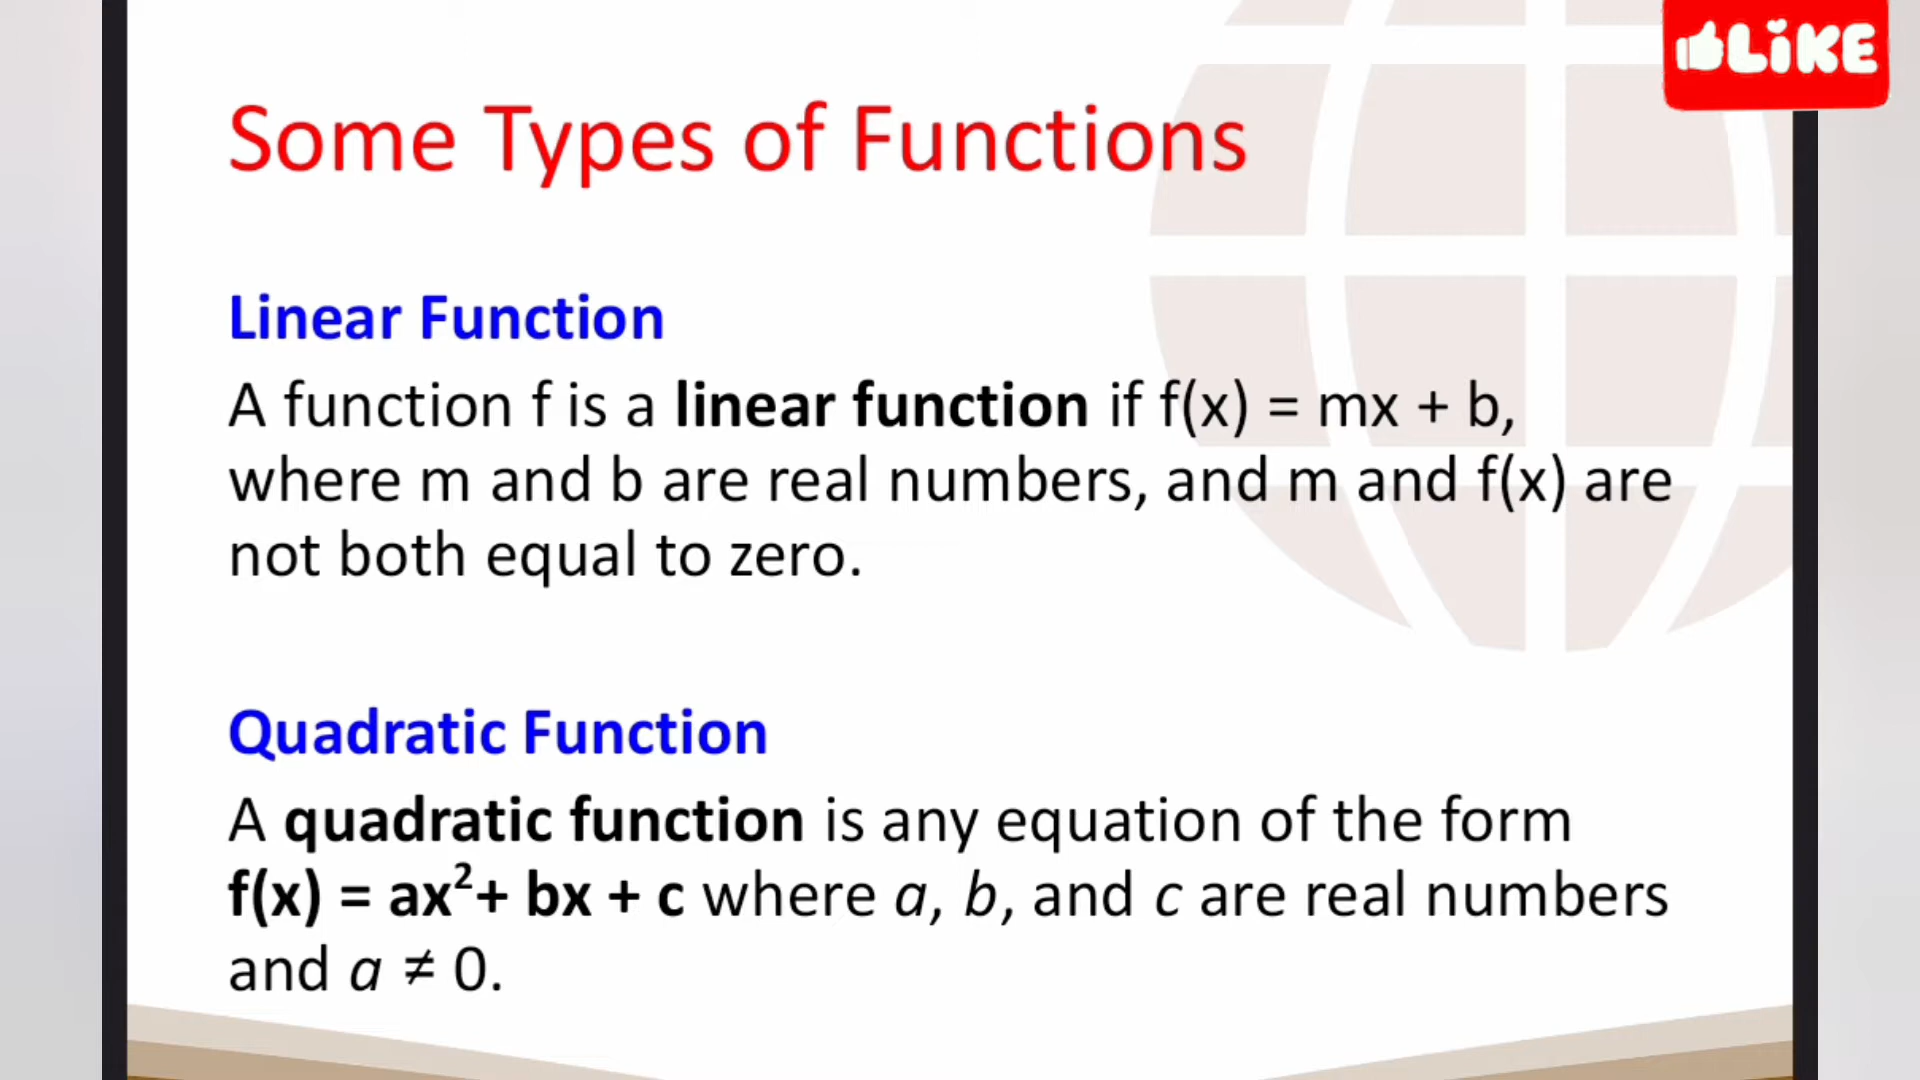 LiKE
Some Types of Functions
Linear Function
A function f is a linear function if f(x) = mx + b,
where m and b are real numbers, and m and f(x) are
not both equal to zero.
Quadratic Function
A quadratic function is any equation of the form
f(x) = ax²+ bx + c where a, b, and c are real numbers
and a ≠ 0.